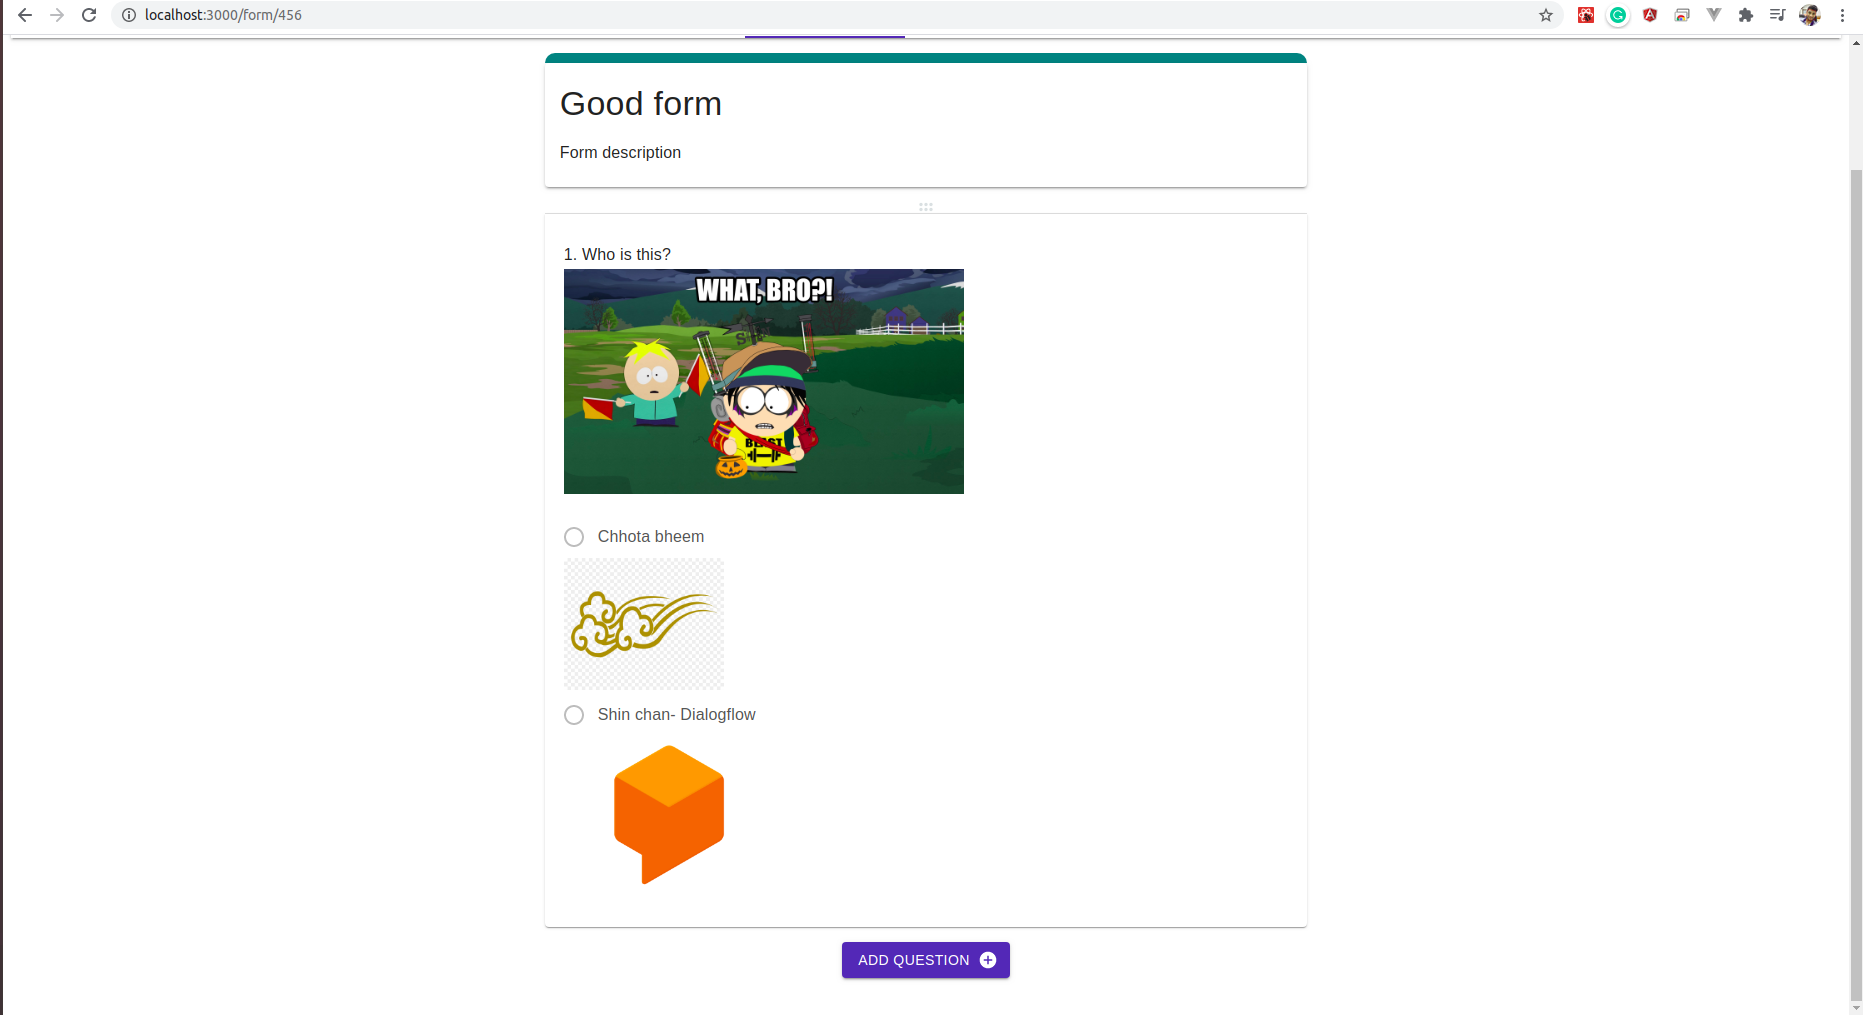 localhost:3000/form/456
Good form
Form description
1. Who is this?
WHAT, BRO?!
BEAST
Chhota bheem
Shin chan- Dialogflow
ADD QUESTION